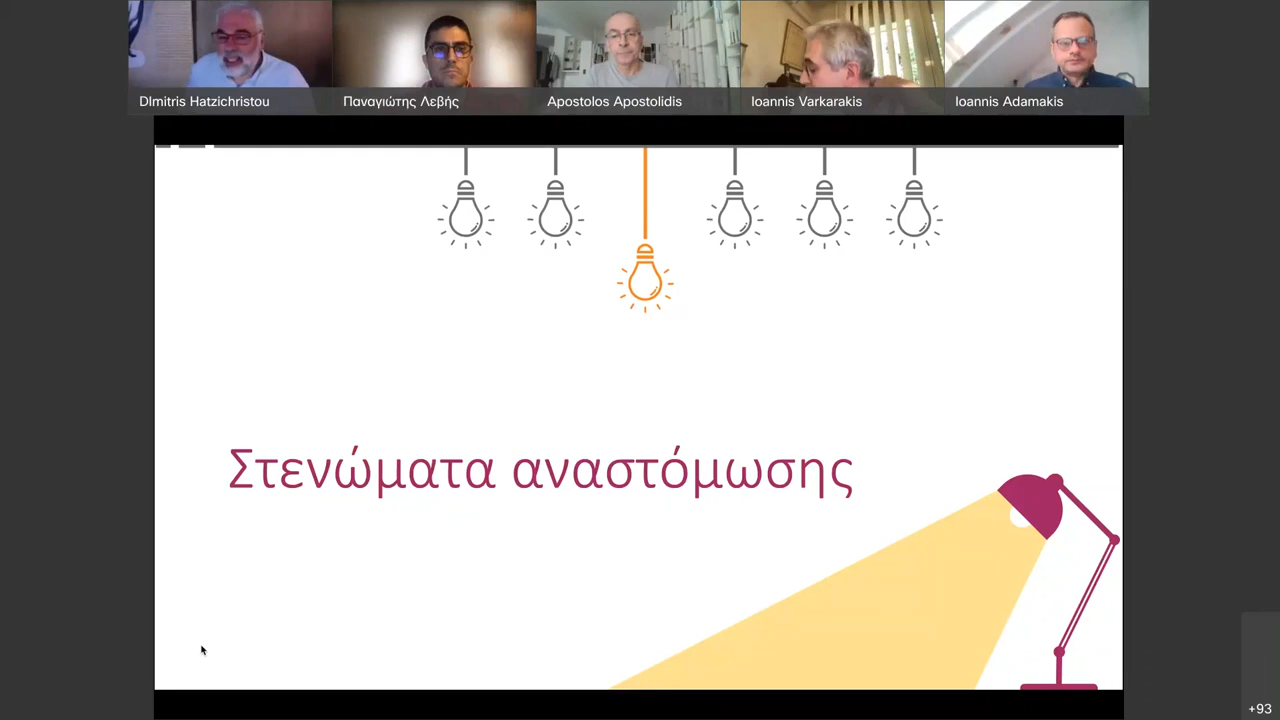 DImitris Hatzichristou
Παναγιώτης Λεβής
Apostolos Apostolidis
Ioannis Varkarakis
Ioannis Adamakis
Στενώματα αναστόμωσης
+93